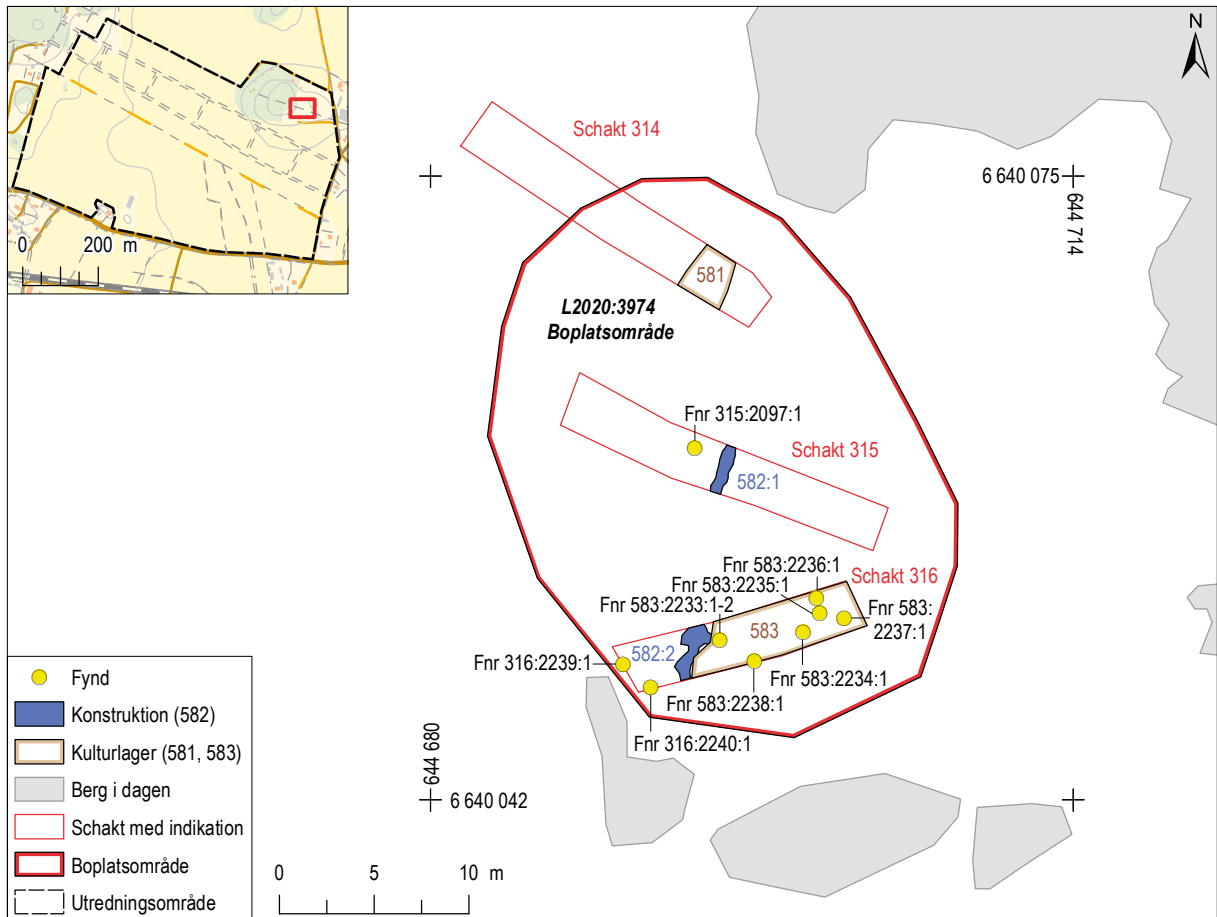 0 200 m
N
Schakt 314
6 640 075
644 714
581
L2020:3974
Boplatsområde
Fnr 315:2097:1
Schakt 315
582:1
Fnr 583:2236:1
Schakt 316
Fnr 583:2235:1
Fnr 583:2233:1-2
Fnr 583:
2237:1
583
582:2
Fnr 316:2239:1
Fnr 583:2234:1
Fnr 583:2238:1
Fnr 316:2240:1
644 680
6 640 042
Fynd
Konstruktion (582)
Kulturlager (581, 583)
Berg i dagen
Schakt med indikation
Boplatsområde
Utredningsområde
0 5 10 m